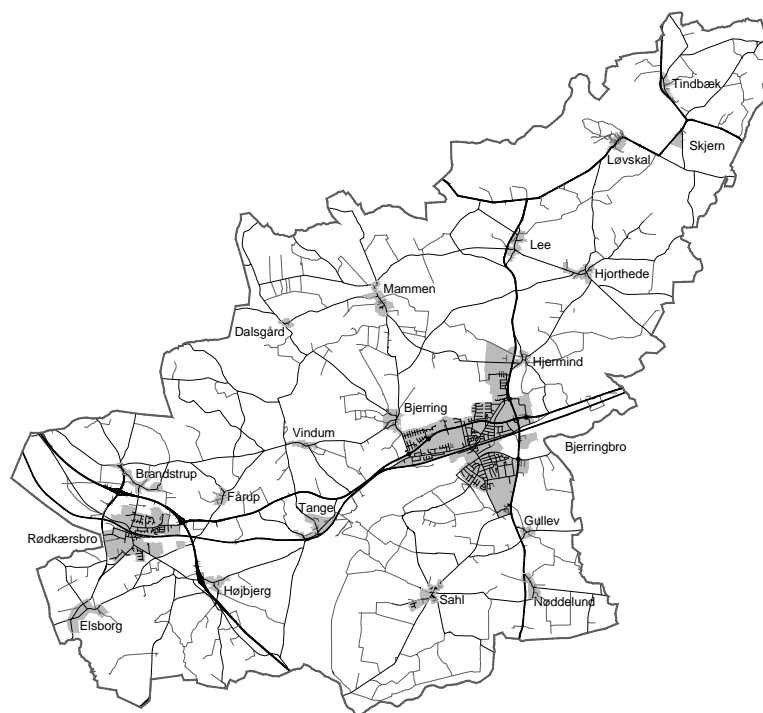 Tindbæk
Skjern
Løvskal
Lee
Hjorthede
Mammen
Dalsgård
Hjermind
Bjerring
Vindum
Bjerringbro
Brandstrup
Fårup
Tange
Gullev
Rødkærsbro
Højbjerg
Sahl
Nøddelund
Elsborg